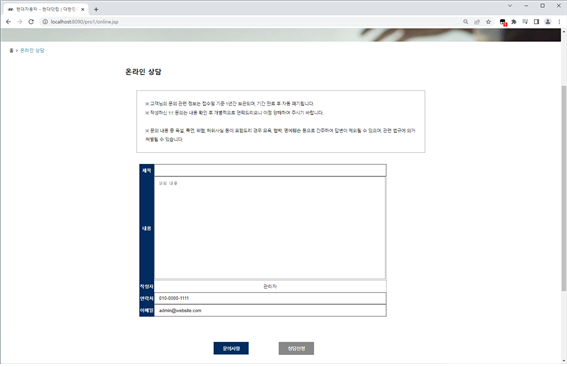 현대자동차 - 현대닷컴 | 대한민
localhost:8090/pro1/online.jsp
홈 > 온라인 상담
온라인 상담
※ 고객님의 문의 관련 정보는 접수일 기준 1년간 보관되며, 기간 만료 후 자동 폐기됩니다.
※ 작성하신 1:1 문의는 내용 확인 후 개별적으로 연락드리오니 이점 양해하여 주시기 바랍니다.
※ 문의 내용 중 욕설, 폭언, 비방, 허위사실 등이 포함되어 있는 경우 모욕, 협박, 명예훼손 등으로 간주하여 답변이 제외될 수 있으며, 관련 법규에 의거
처벌될 수 있습니다.
제목
상담 내용
내용
작성자 관리자
연락처 010-0000-1111
이메일 admin@website.com
문의사항 상담신청